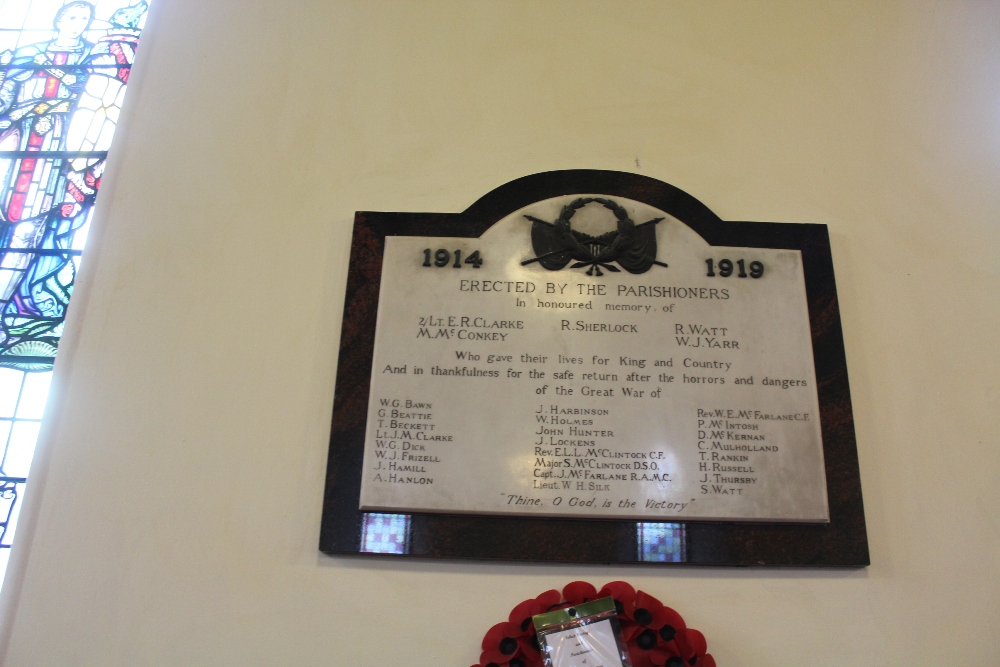 1914 1919
ERECTED BY THE PARISHIONERS
In honoured memory of
2/LT. E.R. CLARKE R. SHERLOCK R. WATT
M. McCONKEY W. J. YARR
Who gave their lives for King and Country
And in thankfulness for the safe return after the horrors and dangers
of the Great War of
W. G. BAWN J. HARBINSON Rev. W. E. McFARLANE C.F.
G. BEATTIE W. HOLMES P. McINTOSH
T. BECKETT JOHN HUNTER D. McKERNAN
LT. J. M. CLARKE J. LOCKENS C. MULHOLLAND
W. G. DICK Rev. E.L.L. McCLINTOCK C.F. T. RANKIN
W. J. FRIZELL Major S. McCLINTOCK D.S.O. H. RUSSELL
J. HAMILL Capt. J. McFARLANE R.A.M.C. J. THURSBY
A. HANLON Lieut. W. H. SILK S. WATT
"Thine, O God, is the Victory"